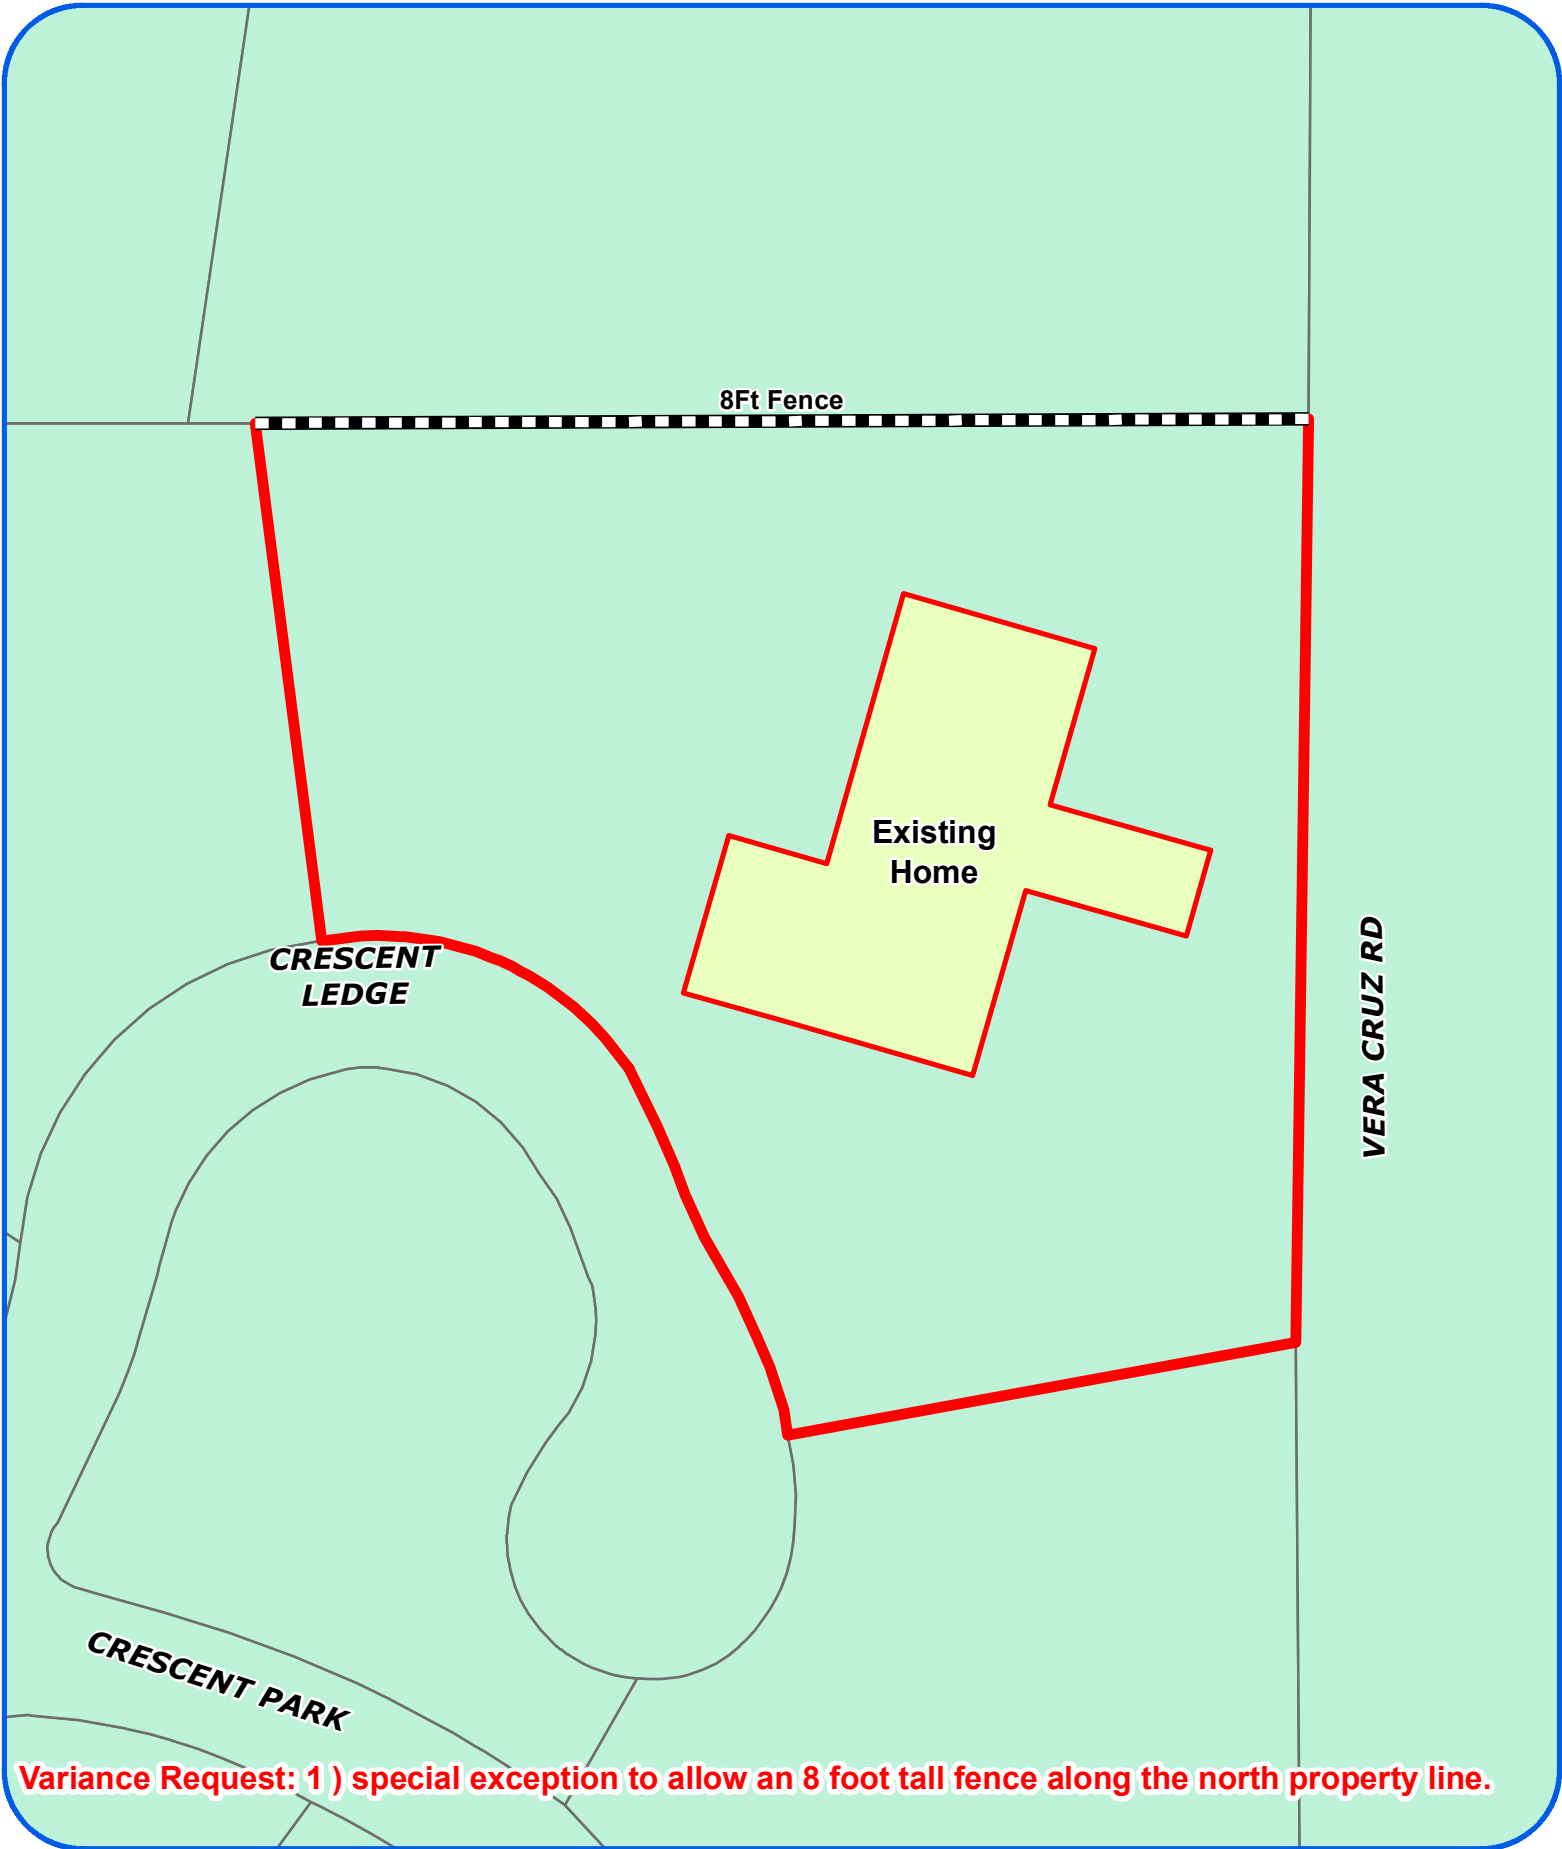 8Ft Fence
Existing
Home
CRESCENT
LEDGE
VERA CRUZ RD
CRESCENT PARK
Variance Request: 1 ) special exception to allow an 8 foot tall fence along the north property line.